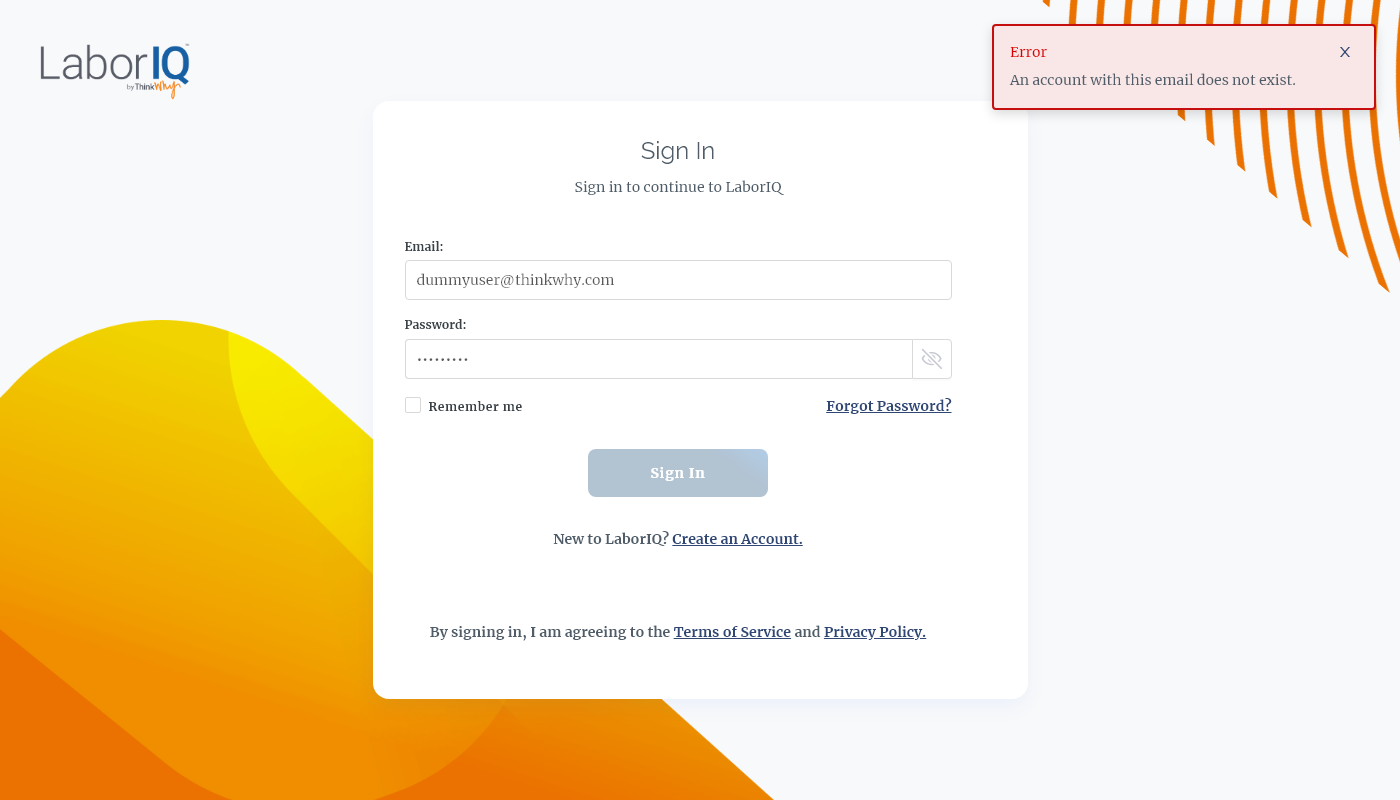 LaborIQ™
by ThinkWhy
Error
X
An account with this email does not exist.
Sign In
Sign in to continue to LaborIQ
Email:
dummyuser@thinkwhy.com
Password:
•••••••••
Remember me
Forgot Password?
Sign In
New to LaborIQ? Create an Account.
By signing in, I am agreeing to the Terms of Service and Privacy Policy.